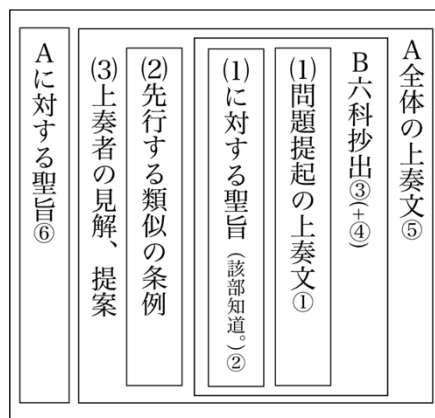 A全体の上奏文⑤
B六科抄出③(+④)
(1)問題提起の上奏文①
(1)に対する聖旨(該部知道。)②
(2)先行する類似の条例
(3)上奏者の見解、提案
Aに対する聖旨⑥